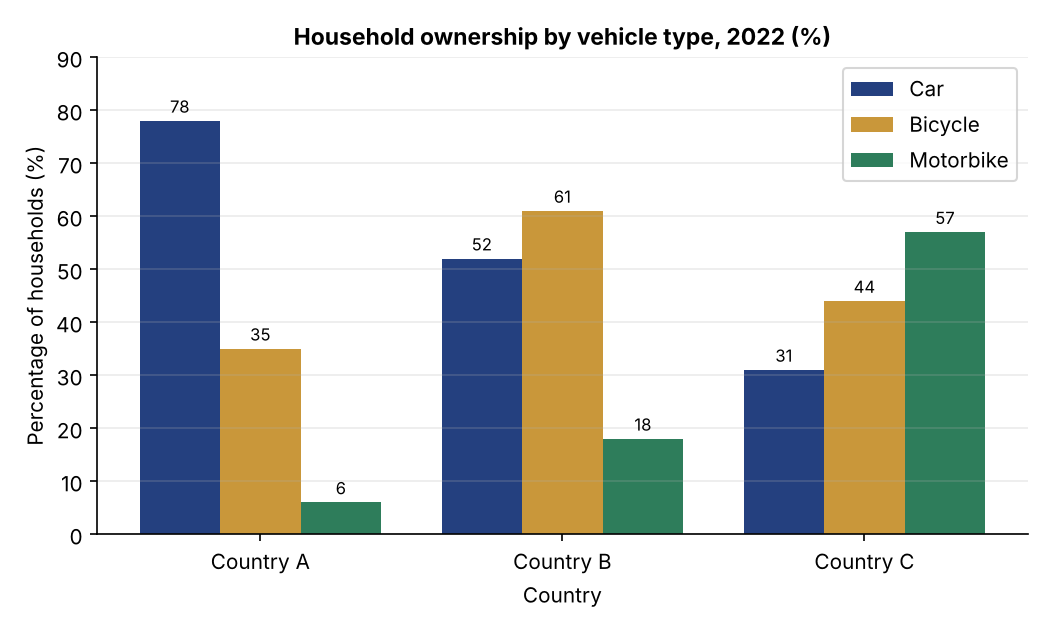 Household ownership by vehicle type, 2022 (%)
Car
Bicycle
Motorbike
Percentage of households (%)
90
80
70
60
50
40
30
20
10
0
78
35
6
52
61
18
31
44
57
Country A
Country B
Country C
Country